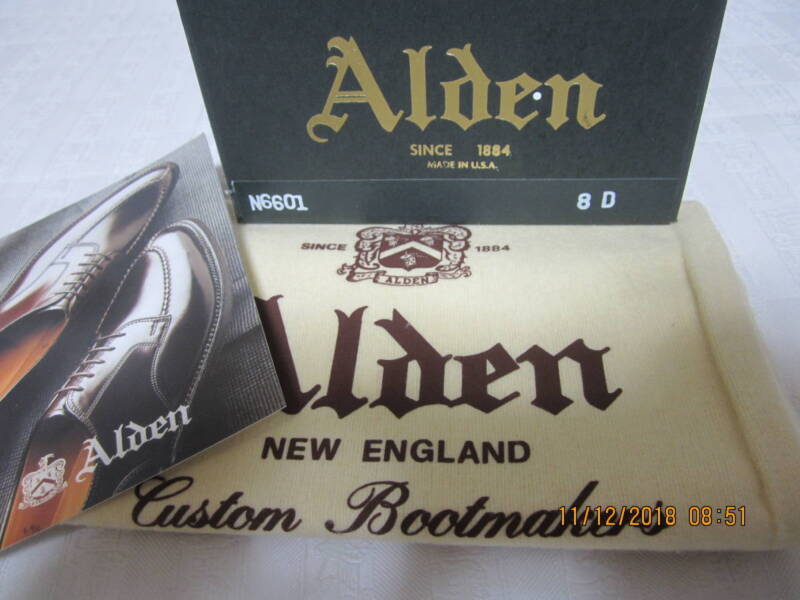 Alden
SINCE 1884
MADE IN U.S.A.
N6601 8 D
SINCE 1884
ALDEN
Alden
NEW ENGLAND
Custom Bootmakers
Alden
11/12/2018 08:51